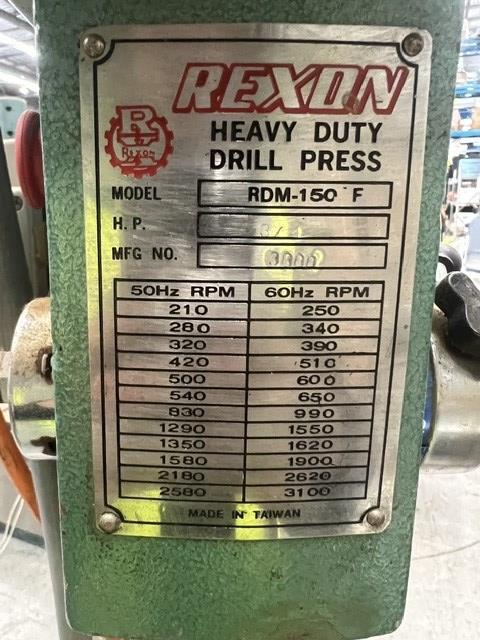 REXON
HEAVY DUTY
DRILL PRESS
R
REXON
MODEL RDM-150 F
H. P.
MFG NO.
50Hz RPM 60Hz RPM
210 250
280 340
320 390
420 510
500 600
540 650
830 990
1290 1550
1350 1620
1580 1900
2180 2620
2580 3100
MADE IN TAIWAN